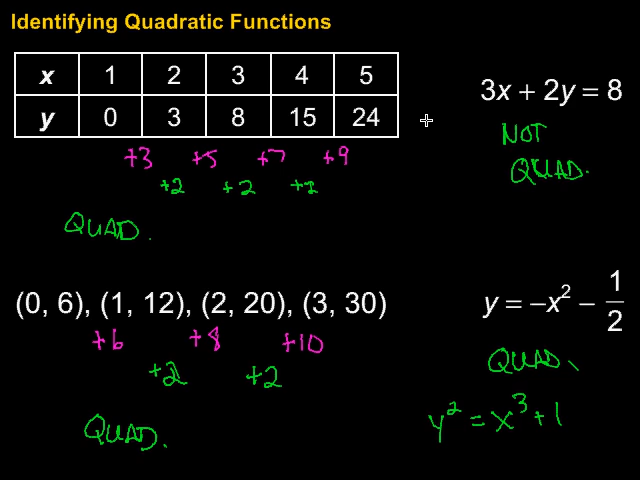 Identifying Quadratic Functions
x 1 2 3 4 5
y 0 3 8 15 24
+3 +5 +7 +9
+2 +2 +2
QUAD.
3x + 2y = 8
NOT
QUAD.
(0, 6), (1, 12), (2, 20), (3, 30)
+6 +8 +10
+2 +2
QUAD.
y = −x² − 1/2
QUAD.
y² = x³ + 1